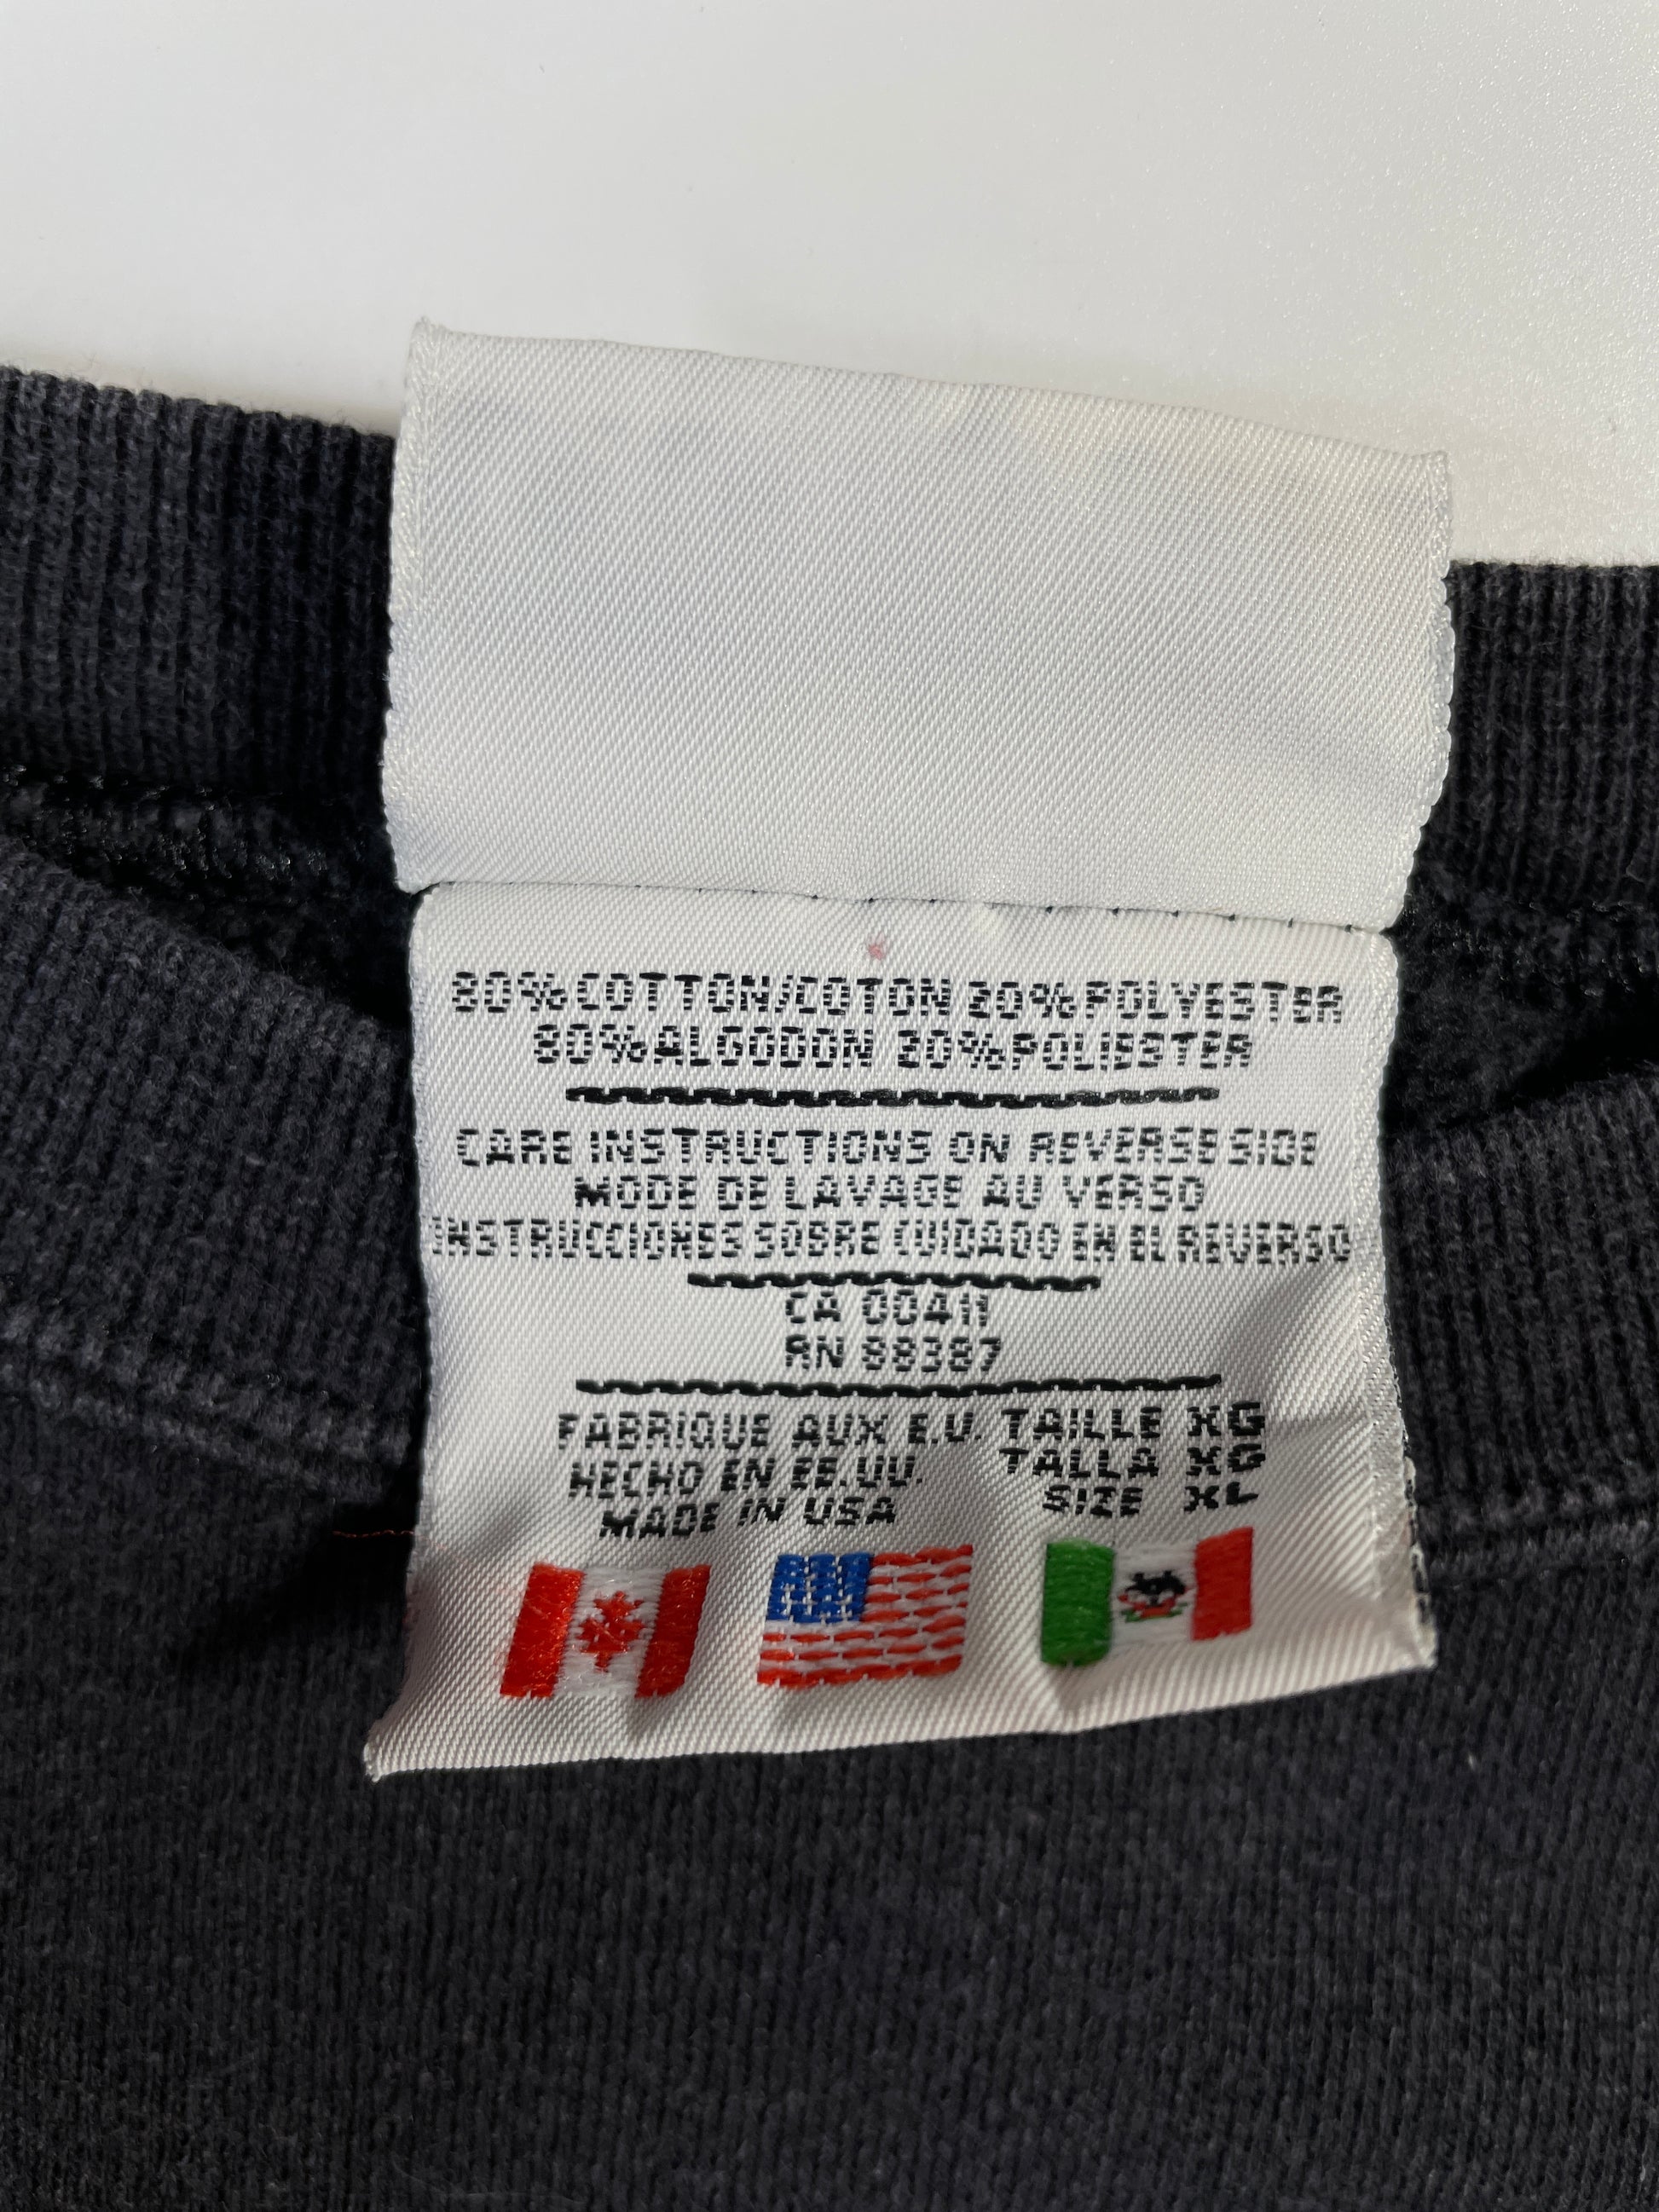 80% COTTON/COTON 20% POLYESTER
80% ALGODON 20% POLIESTER
CARE INSTRUCTIONS ON REVERSE SIDE
MODE DE LAVAGE AU VERSO
INSTRUCCIONES SOBRE CUIDADO EN EL REVERSO
CA 00411
RN 88387
FABRIQUE AUX E.U. TAILLE XG
HECHO EN EE.UU. TALLA XG
MADE IN USA SIZE XL